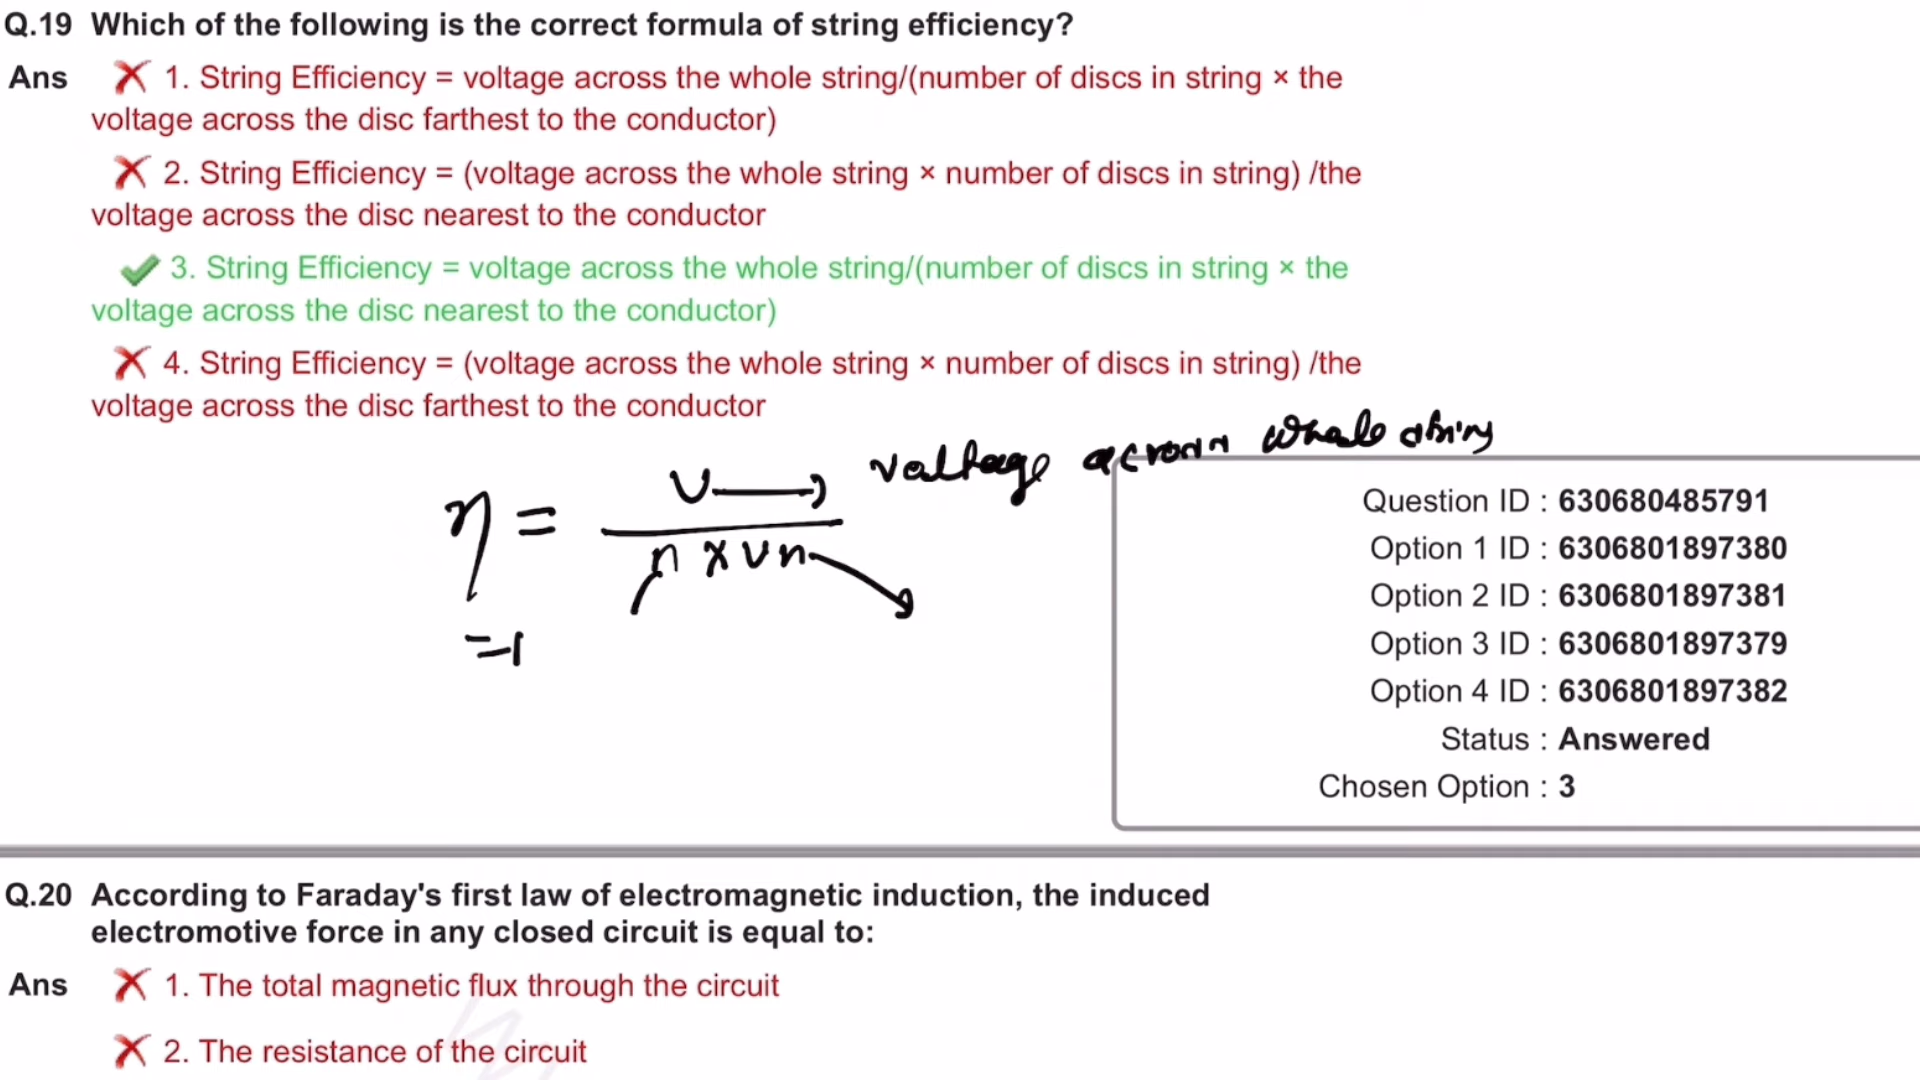 Q.19 Which of the following is the correct formula of string efficiency?
Ans 1. String Efficiency = voltage across the whole string/(number of discs in string × the
voltage across the disc farthest to the conductor)
2. String Efficiency = (voltage across the whole string × number of discs in string) /the
voltage across the disc nearest to the conductor
3. String Efficiency = voltage across the whole string/(number of discs in string × the
voltage across the disc nearest to the conductor)
4. String Efficiency = (voltage across the whole string × number of discs in string) /the
voltage across the disc farthest to the conductor
voltage across whole string
η = V / n × Vn
=1
Question ID : 630680485791
Option 1 ID : 6306801897380
Option 2 ID : 6306801897381
Option 3 ID : 6306801897379
Option 4 ID : 6306801897382
Status : Answered
Chosen Option : 3
Q.20 According to Faraday's first law of electromagnetic induction, the induced
electromotive force in any closed circuit is equal to:
Ans 1. The total magnetic flux through the circuit
2. The resistance of the circuit